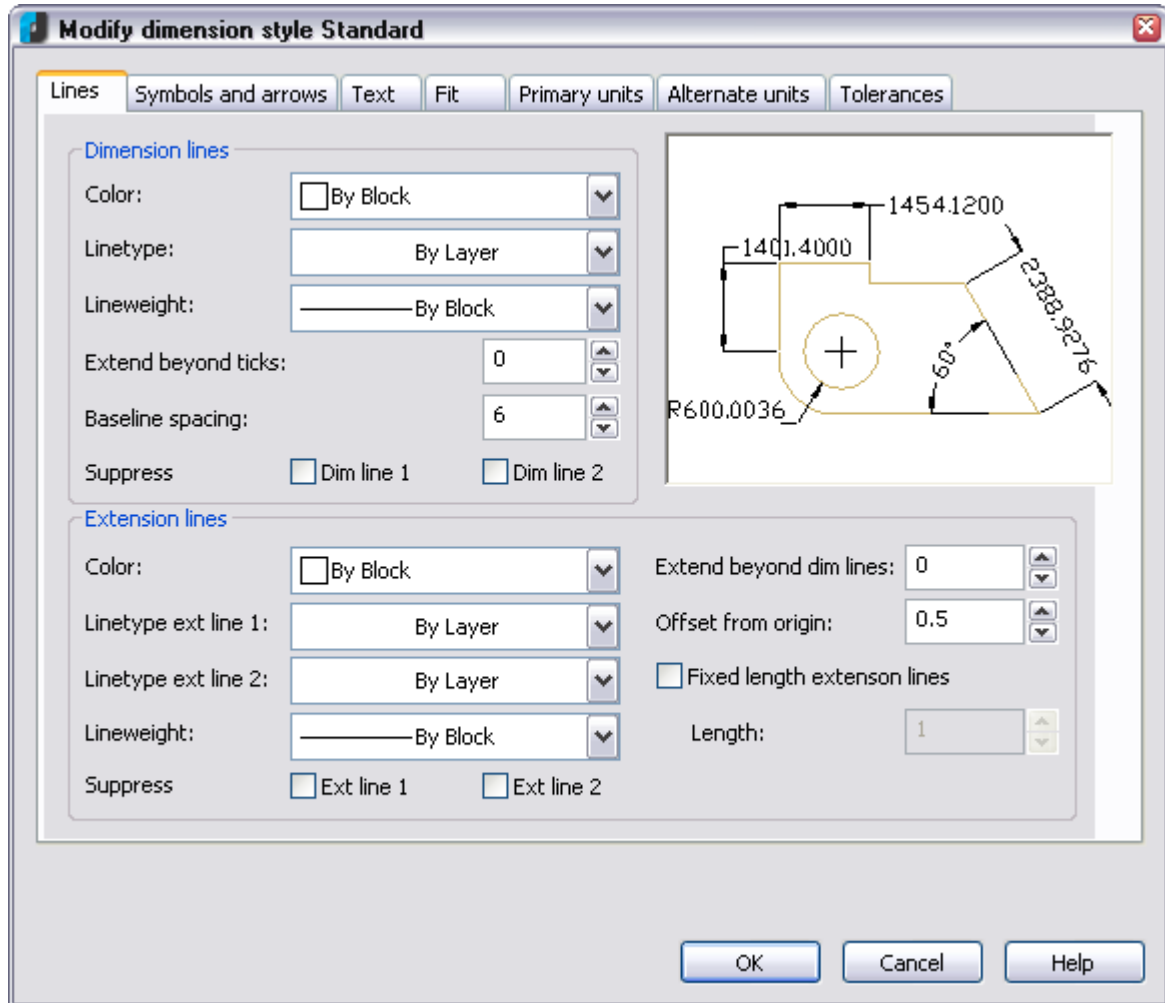 Modify dimension style Standard
Lines Symbols and arrows Text Fit Primary units Alternate units Tolerances
Dimension lines
Color: By Block
Linetype: By Layer
Lineweight: By Block
Extend beyond ticks: 0
Baseline spacing: 6
Suppress Dim line 1 Dim line 2
1454.1200
1401.4000
2388.9276
60°
R600.0036
Extension lines
Color: By Block
Linetype ext line 1: By Layer
Linetype ext line 2: By Layer
Lineweight: By Block
Suppress Ext line 1 Ext line 2
Extend beyond dim lines: 0
Offset from origin: 0.5
Fixed length extenson lines
Length: 1
OK Cancel Help